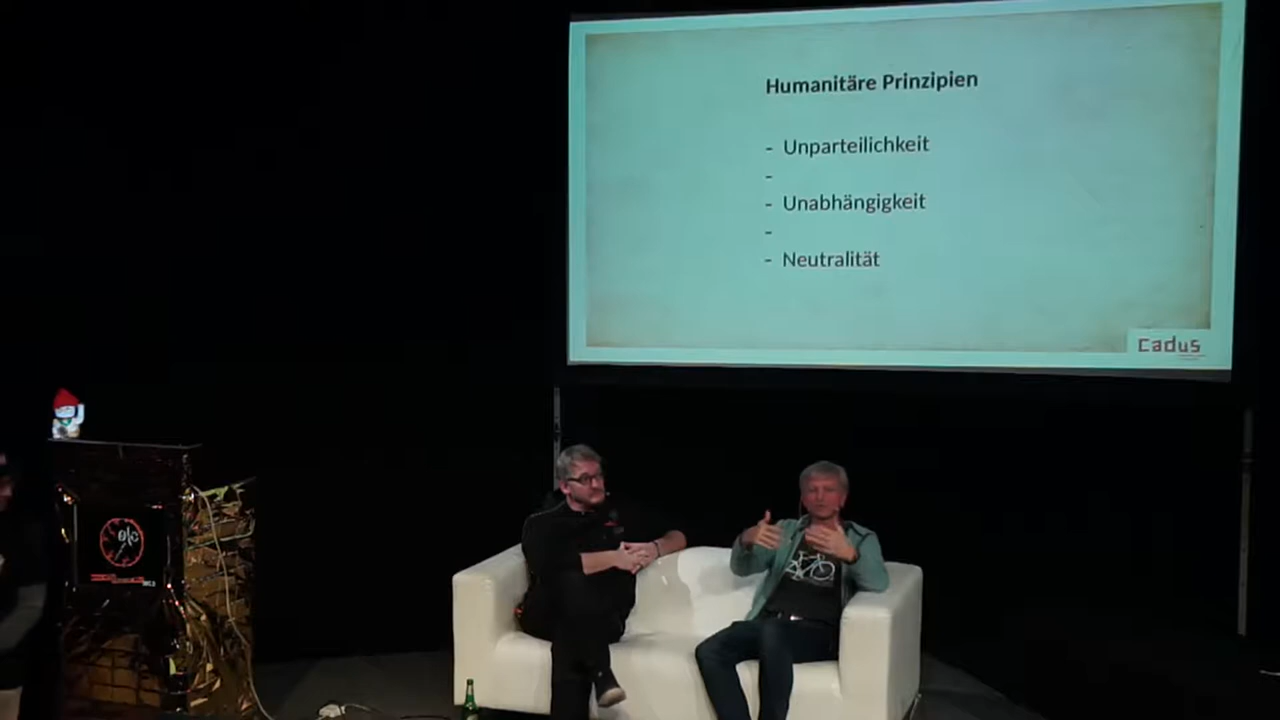 Humanitäre Prinzipien
- Unparteilichkeit
-
- Unabhängigkeit
-
- Neutralität
cadus